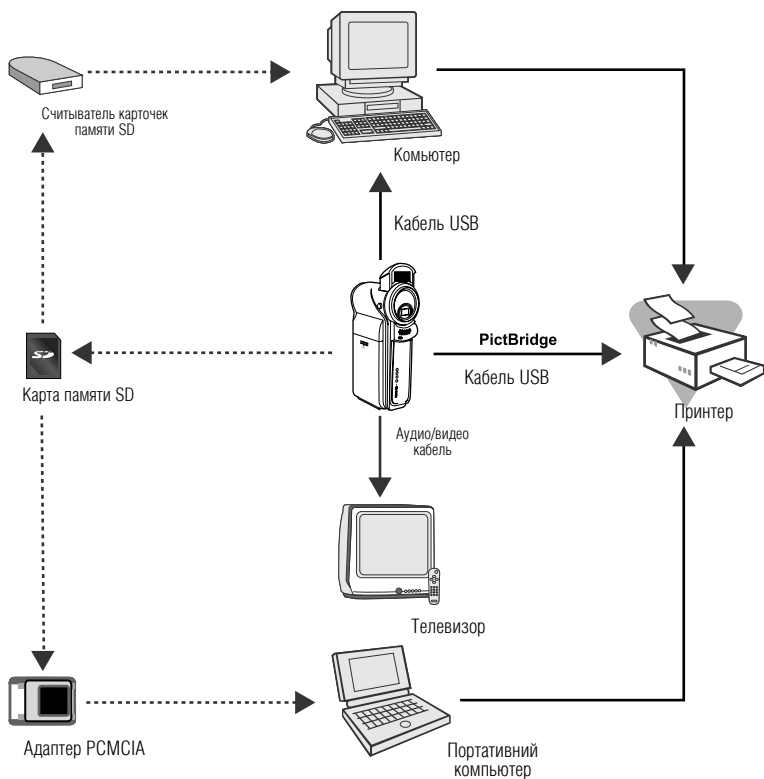 Считыватель карточек
памяти SD
Комьютер
Кабель USB
PictBridge
Кабель USB
Карта памяти SD
Принтер
Аудио/видео
кабель
Телевизор
Адаптер PCMCIA
Портативний
компьютер